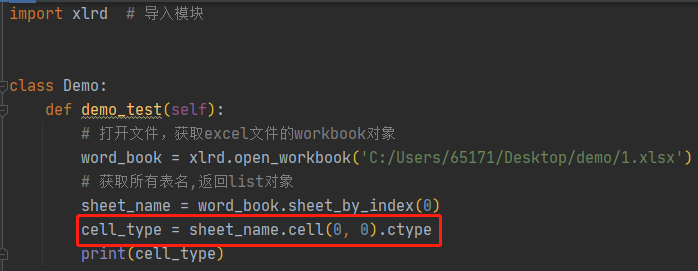 import xlrd  # 导入模块
class Demo:
    def demo_test(self):
        # 打开文件，获取excel文件的workbook对象
        word_book = xlrd.open_workbook('C:/Users/65171/Desktop/demo/1.xlsx')
        # 获取所有表名,返回list对象
        sheet_name = word_book.sheet_by_index(0)
        cell_type = sheet_name.cell(0, 0).ctype
        print(cell_type)